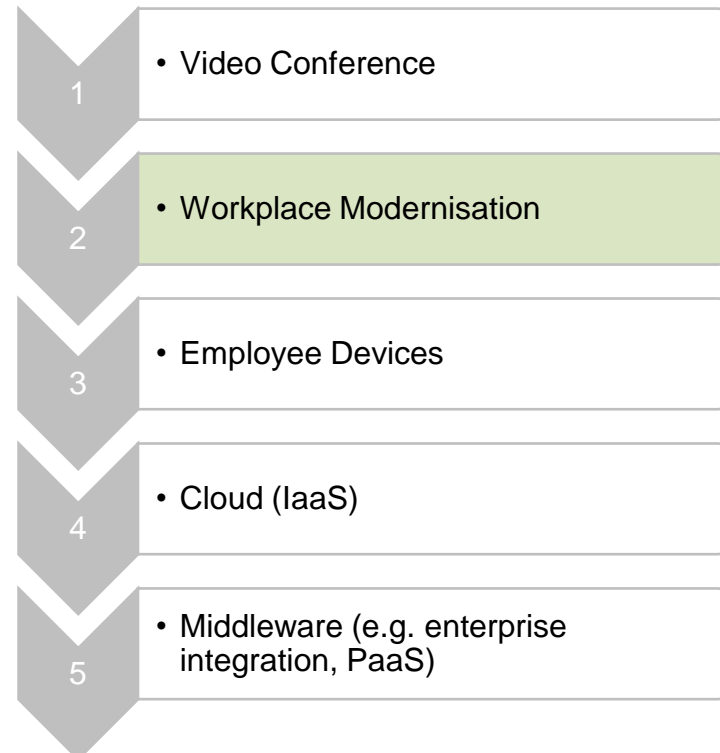 1
• Video Conference
2
• Workplace Modernisation
3
• Employee Devices
4
• Cloud (IaaS)
5
• Middleware (e.g. enterprise
integration, PaaS)